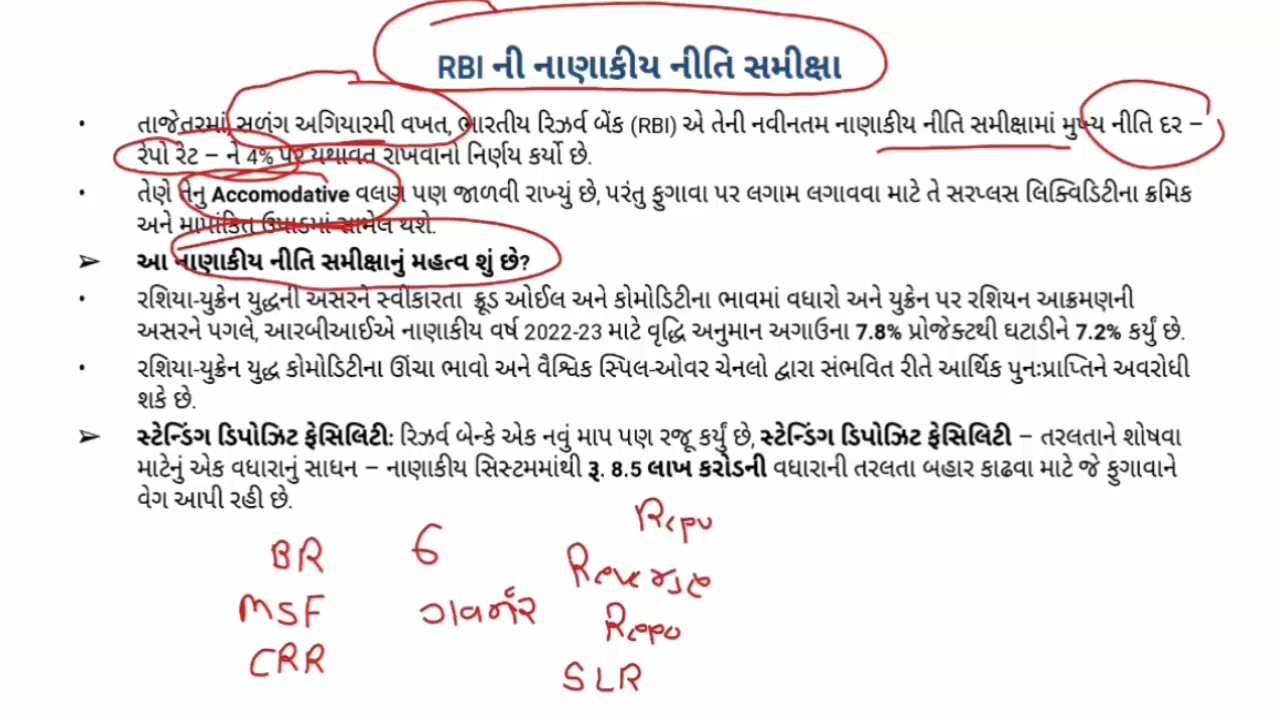 RBI ની નાણાકીય નીતિ સમીક્ષા
• તાજેતરમાં, સળંગ અગિયારમી વખત, ભારતીય રિઝર્વ બેંક (RBI) એ તેની નવીનતમ નાણાકીય નીતિ સમીક્ષામાં મુખ્ય નીતિ દર –
રેપો રેટ – ને 4% પર યથાવત રાખવાનો નિર્ણય કર્યો છે.
• તેણે તેનુ Accomodative વલણ પણ જાળવી રાખ્યું છે, પરંતુ ફુગાવા પર લગામ લગાવવા માટે તે સરપ્લસ લિક્વિડિટીના ક્રમિક
અને માપાંકિત ઉપાડમાં સામેલ થશે.
➢ આ નાણાકીય નીતિ સમીક્ષાનું મહત્વ શું છે?
• રશિયા-યુક્રેન યુદ્ધની અસરને સ્વીકારતા ક્રૂડ ઓઈલ અને કોમોડિટીના ભાવમાં વધારો અને યુક્રેન પર રશિયન આક્રમણની
અસરને પગલે, આરબીઆઈએ નાણાકીય વર્ષ 2022-23 માટે વૃદ્ધિ અનુમાન અગાઉના 7.8% પ્રોજેક્ટથી ઘટાડીને 7.2% કર્યું છે.
• રશિયા-યુક્રેન યુદ્ધ કોમોડિટીના ઊંચા ભાવો અને વૈશ્વિક સ્પિલ-ઓવર ચેનલો દ્વારા સંભવિત રીતે આર્થિક પુનઃપ્રાપ્તિને અવરોધી
શકે છે.
➢ સ્ટેન્ડિંગ ડિપોઝિટ ફેસિલિટી: રિઝર્વ બેન્કે એક નવું માપ પણ રજૂ કર્યું છે, સ્ટેન્ડિંગ ડિપોઝિટ ફેસિલિટી – તરલતાને શોષવા
માટેનું એક વધારાનું સાધન – નાણાકીય સિસ્ટમમાંથી રૂ. 8.5 લાખ કરોડની વધારાની તરલતા બહાર કાઢવા માટે જે ફુગાવાને
વેગ આપી રહી છે.
Repo
BR 6 Reverse
MSF ગવર્નર Repo
CRR SLR